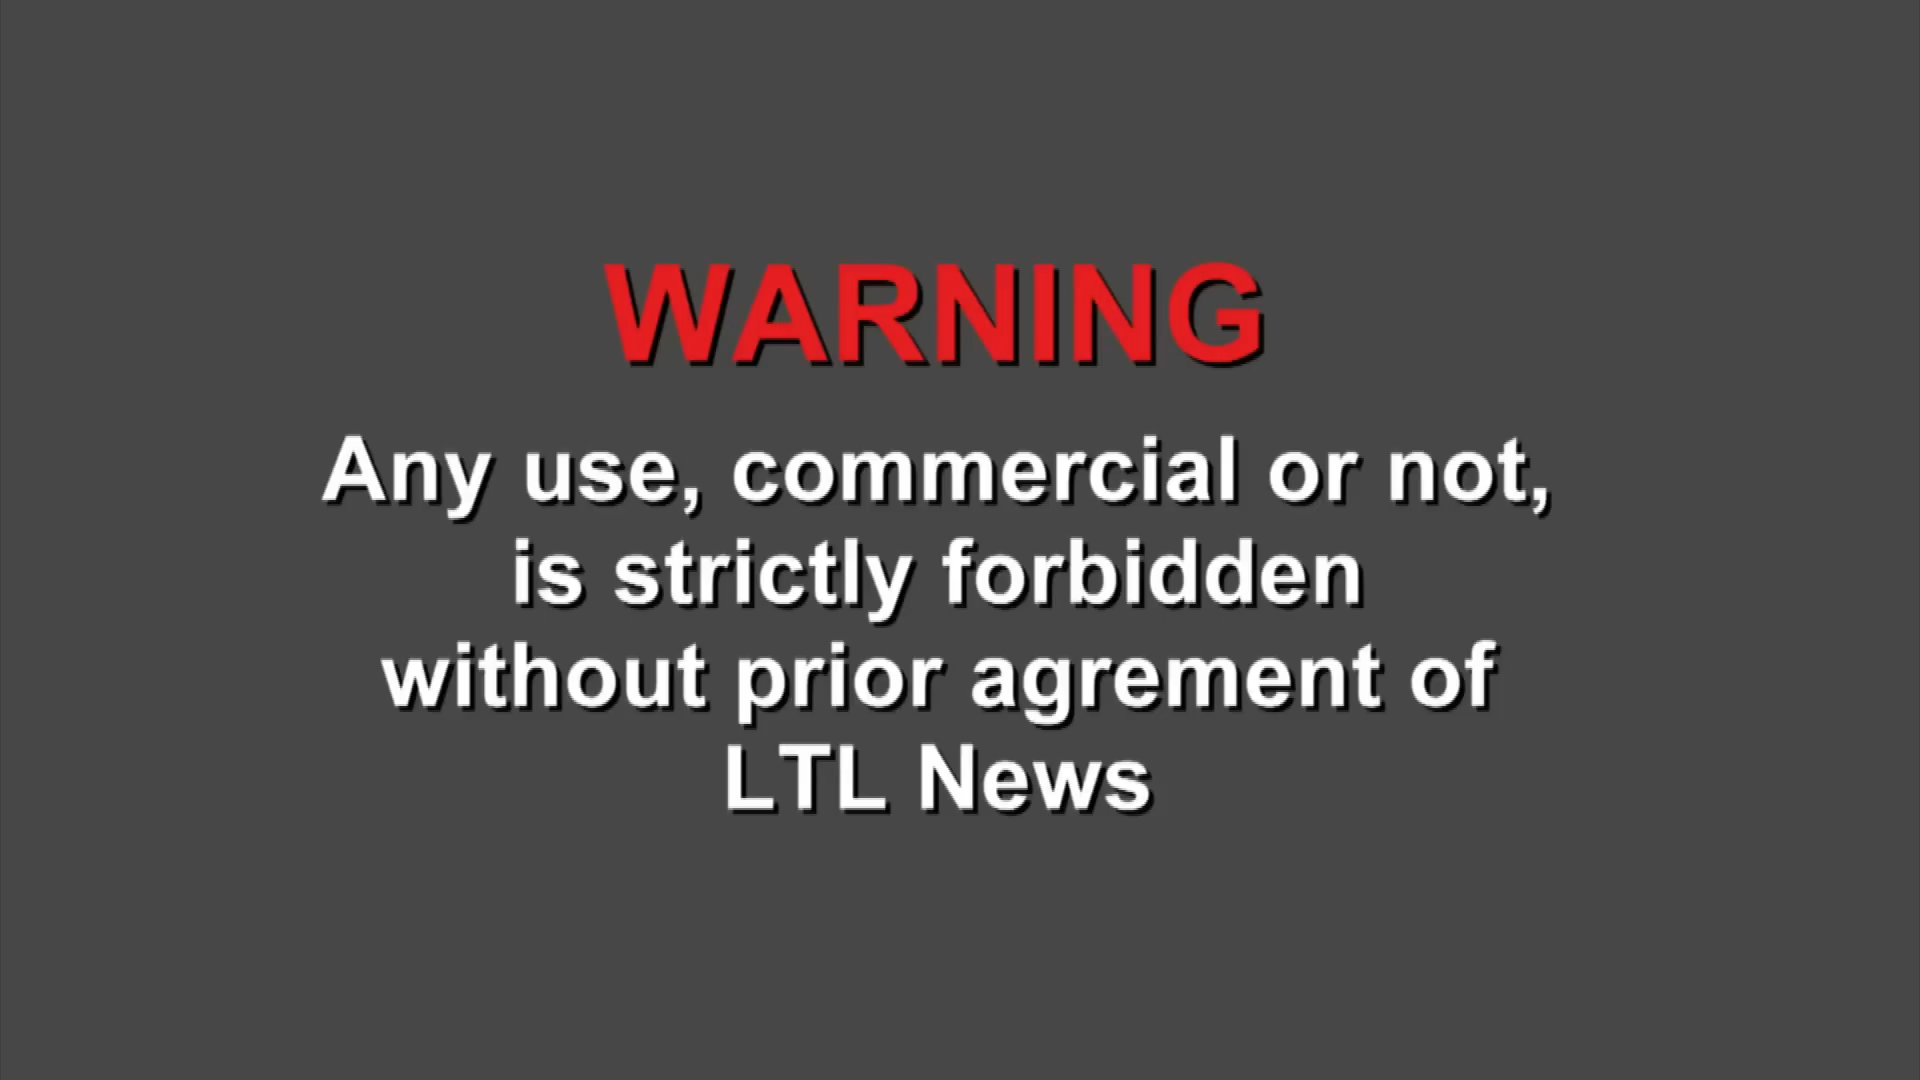 WARNING
Any use, commercial or not,
is strictly forbidden
without prior agrement of
LTL News